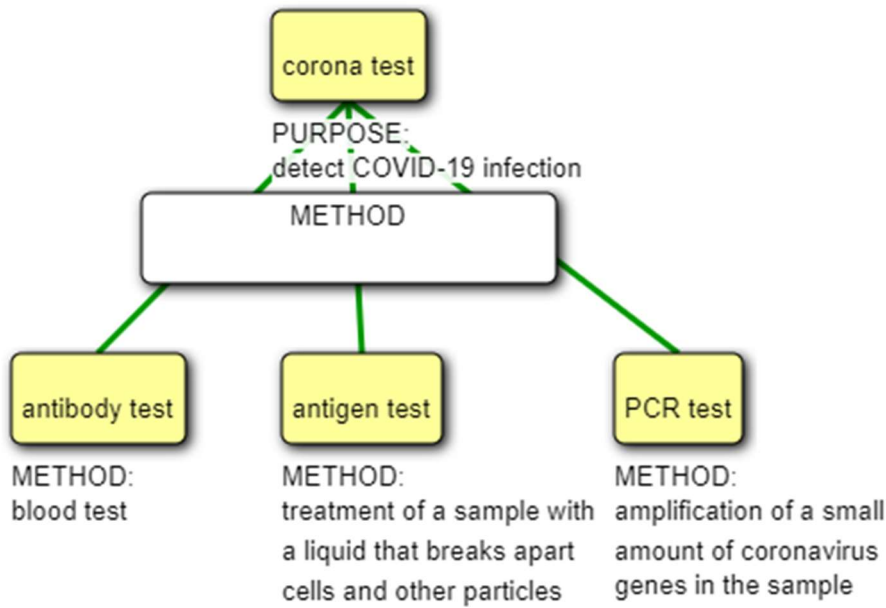 corona test
PURPOSE:
detect COVID-19 infection
METHOD
antibody test
METHOD:
blood test
antigen test
METHOD:
treatment of a sample with
a liquid that breaks apart
cells and other particles
PCR test
METHOD:
amplification of a small
amount of coronavirus
genes in the sample